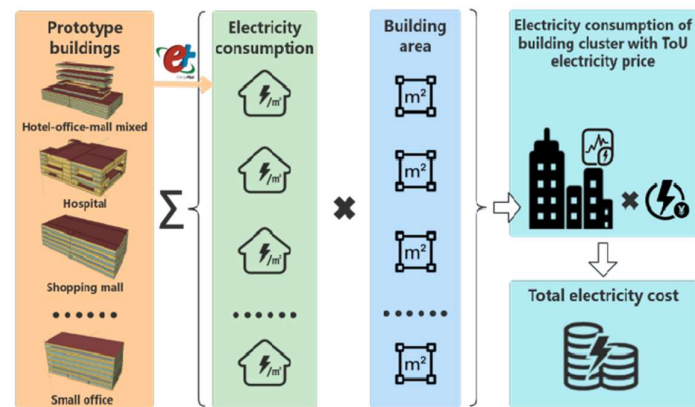 Prototype
buildings
Hotel-office-mall mixed
Hospital
Shopping mall
......
Small office
e+
Σ
Electricity
consumption
/m²
/m²
/m²
......
/m²
×
Building
area
m²
m²
m²
......
m²
Electricity consumption of
building cluster with ToU
electricity price
×
¥
Total electricity cost